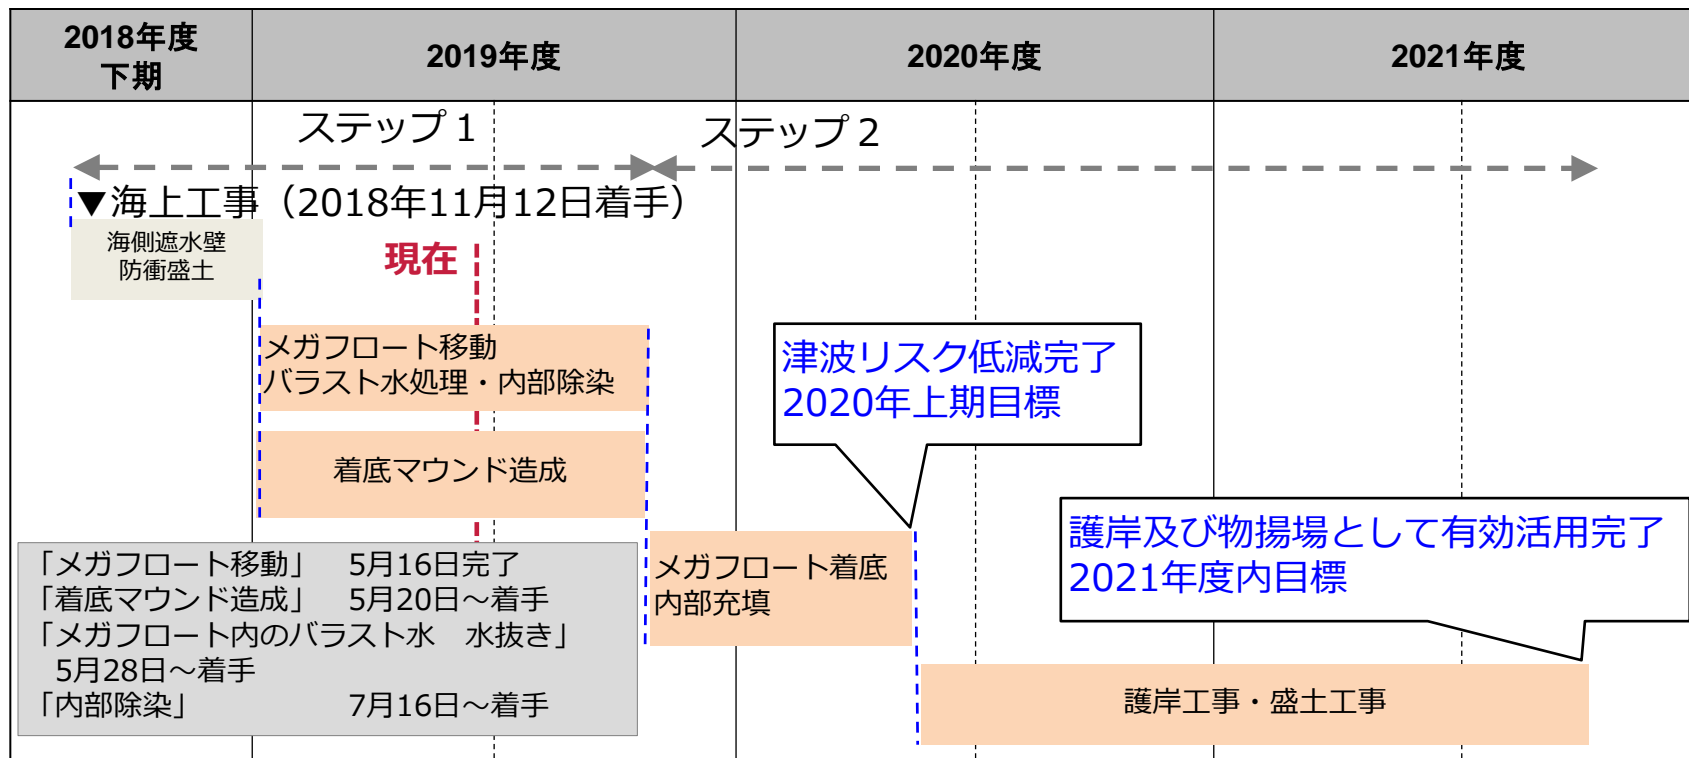 2018年度
下期
2019年度
2020年度
2021年度
ステップ１
ステップ２
▼海上工事（2018年11月12日着手）
海側遮水壁
防衝盛土
現在
メガフロート移動
バラスト水処理・内部除染
着底マウンド造成
津波リスク低減完了
2020年上期目標
護岸及び物揚場として有効活用完了
2021年度内目標
「メガフロート移動」　5月16日完了
「着底マウンド造成」　5月20日～着手
「メガフロート内のバラスト水　水抜き」
5月28日～着手
「内部除染」　7月16日～着手
メガフロート着底
内部充填
護岸工事・盛土工事